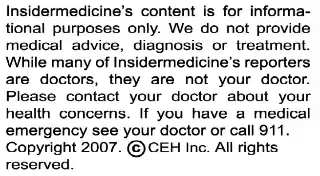 Insidermedicine's content is for informa-
tional purposes only. We do not provide
medical advice, diagnosis or treatment.
While many of Insidermedicine's reporters
are doctors, they are not your doctor.
Please contact your doctor about your
health concerns. If you have a medical
emergency see your doctor or call 911.
Copyright 2007. ©CEH Inc. All rights
reserved.